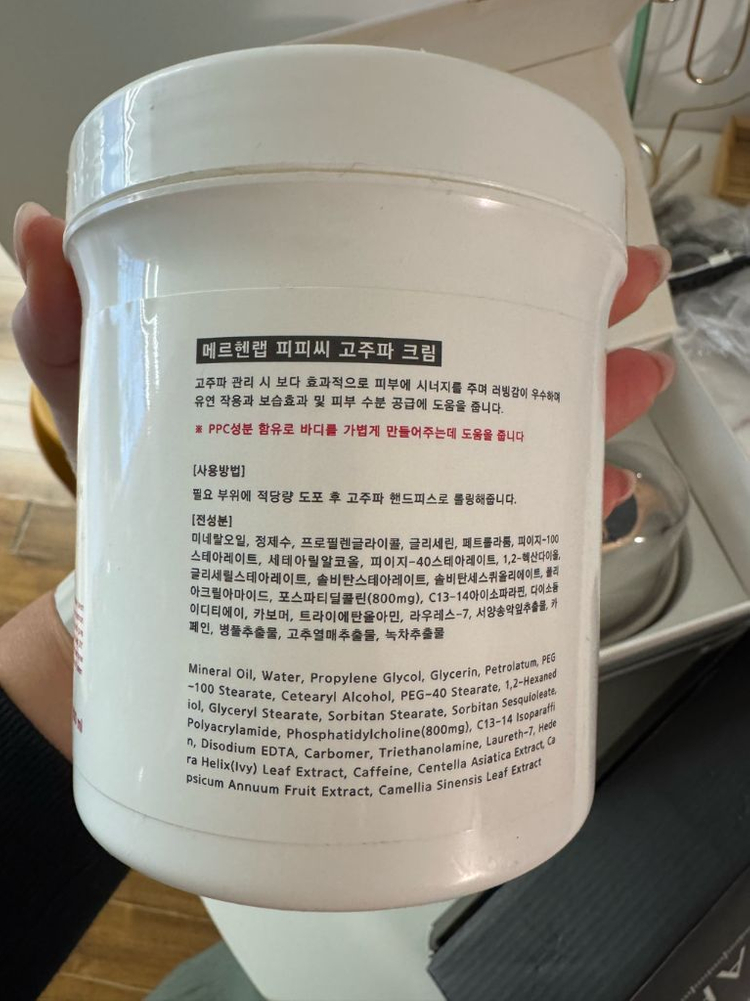 메르헨랩 피피씨 고주파 크림
고주파 관리 시 보다 효과적으로 피부에 시너지를 주며 러빙감이 우수하며
유연 작용과 보습효과 및 피부 수분 공급에 도움을 줍니다.
※ PPC성분 함유로 바디를 가볍게 만들어주는데 도움을 줍니다
[사용방법]
필요 부위에 적당량 도포 후 고주파 핸드피스로 롤링해줍니다.
[전성분]
미네랄오일, 정제수, 프로필렌글라이콜, 글리세린, 페트롤라툼, 피이지-100
스테아레이트, 세테아릴알코올, 피이지-40스테아레이트, 1,2-헥산다이올,
글리세릴스테아레이트, 솔비탄스테아레이트, 솔비탄세스퀴올리에이트, 폴리
아크릴아마이드, 포스파티딜콜린(800mg), C13-14아이소파라핀, 다이소듐
이디티에이, 카보머, 트라이에탄올아민, 라우레스-7, 서양송악잎추출물, 카
페인, 병풀추출물, 고추열매추출물, 녹차추출물
Mineral Oil, Water, Propylene Glycol, Glycerin, Petrolatum, PEG
-100 Stearate, Cetearyl Alcohol, PEG-40 Stearate, 1,2-Hexaned
iol, Glyceryl Stearate, Sorbitan Stearate, Sorbitan Sesquioleate,
Polyacrylamide, Phosphatidylcholine(800mg), C13-14 Isoparaffi
n, Disodium EDTA, Carbomer, Triethanolamine, Laureth-7, Hede
ra Helix(Ivy) Leaf Extract, Caffeine, Centella Asiatica Extract, Ca
psicum Annuum Fruit Extract, Camellia Sinensis Leaf Extract
ml